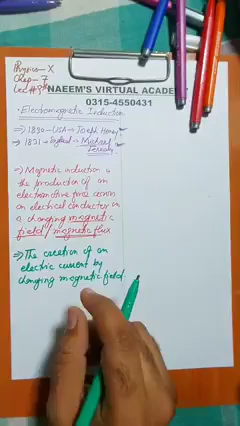 Physics-X
Chap-7
Lec#3
NAEEM'S VIRTUAL ACADEMY
0315-4550431
Electromagnetic Induction
⇒ 1830-USA → Joseph Henry
→ 1831 - England → Michael
Faraday
→ Magnetic induction is
the production of an
electromotive force across
an electrical conductor in
a changing magnetic
field/magnetic flux
⇒ The creation of an
electric current by
changing magnetic field